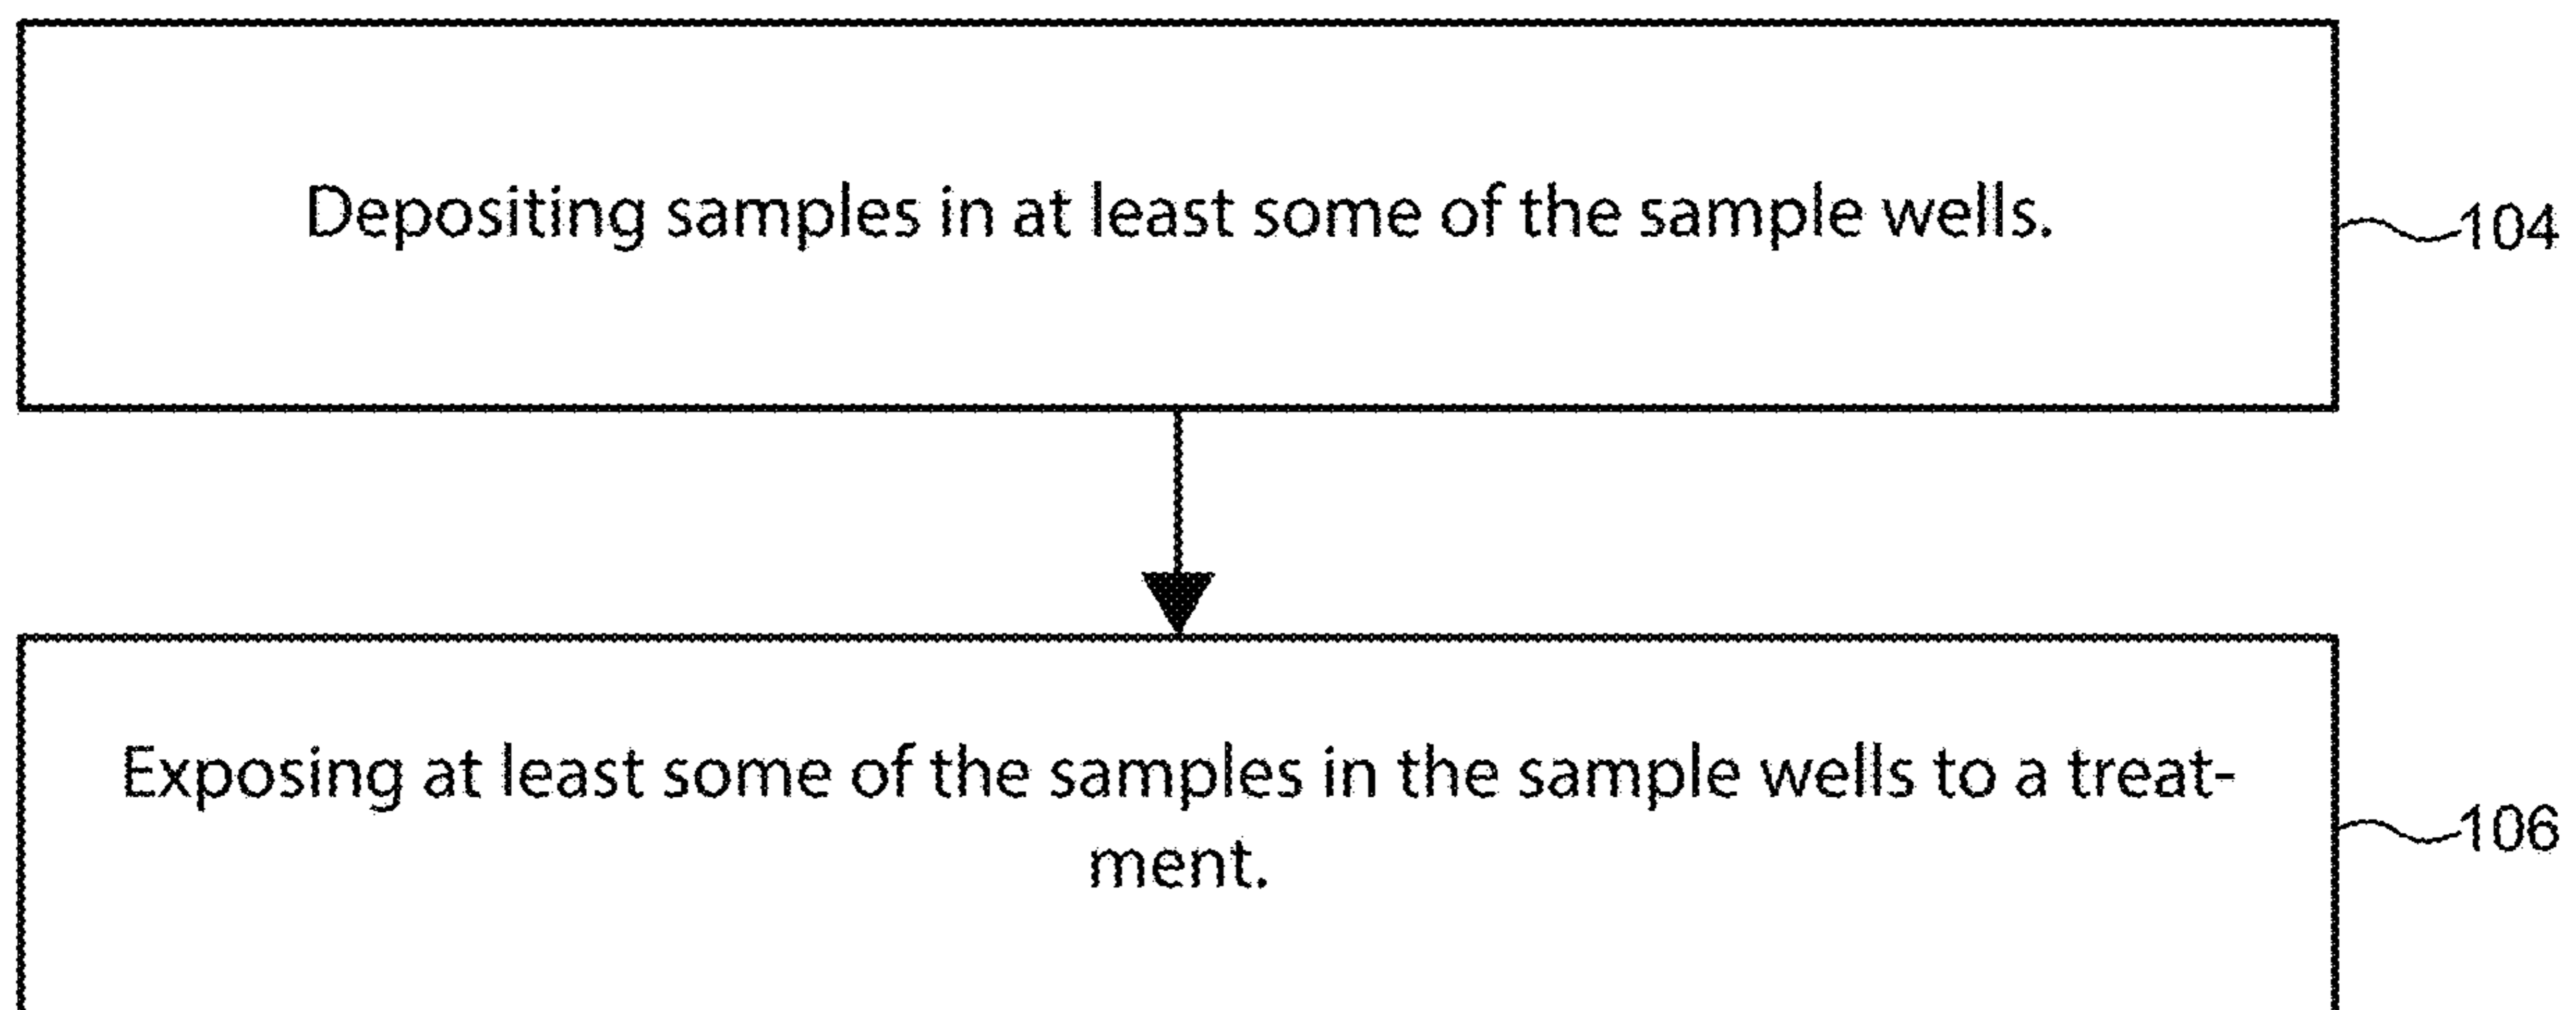 Depositing samples in at least some of the sample wells.
104
Exposing at least some of the samples in the sample wells to a treat-
ment.
106